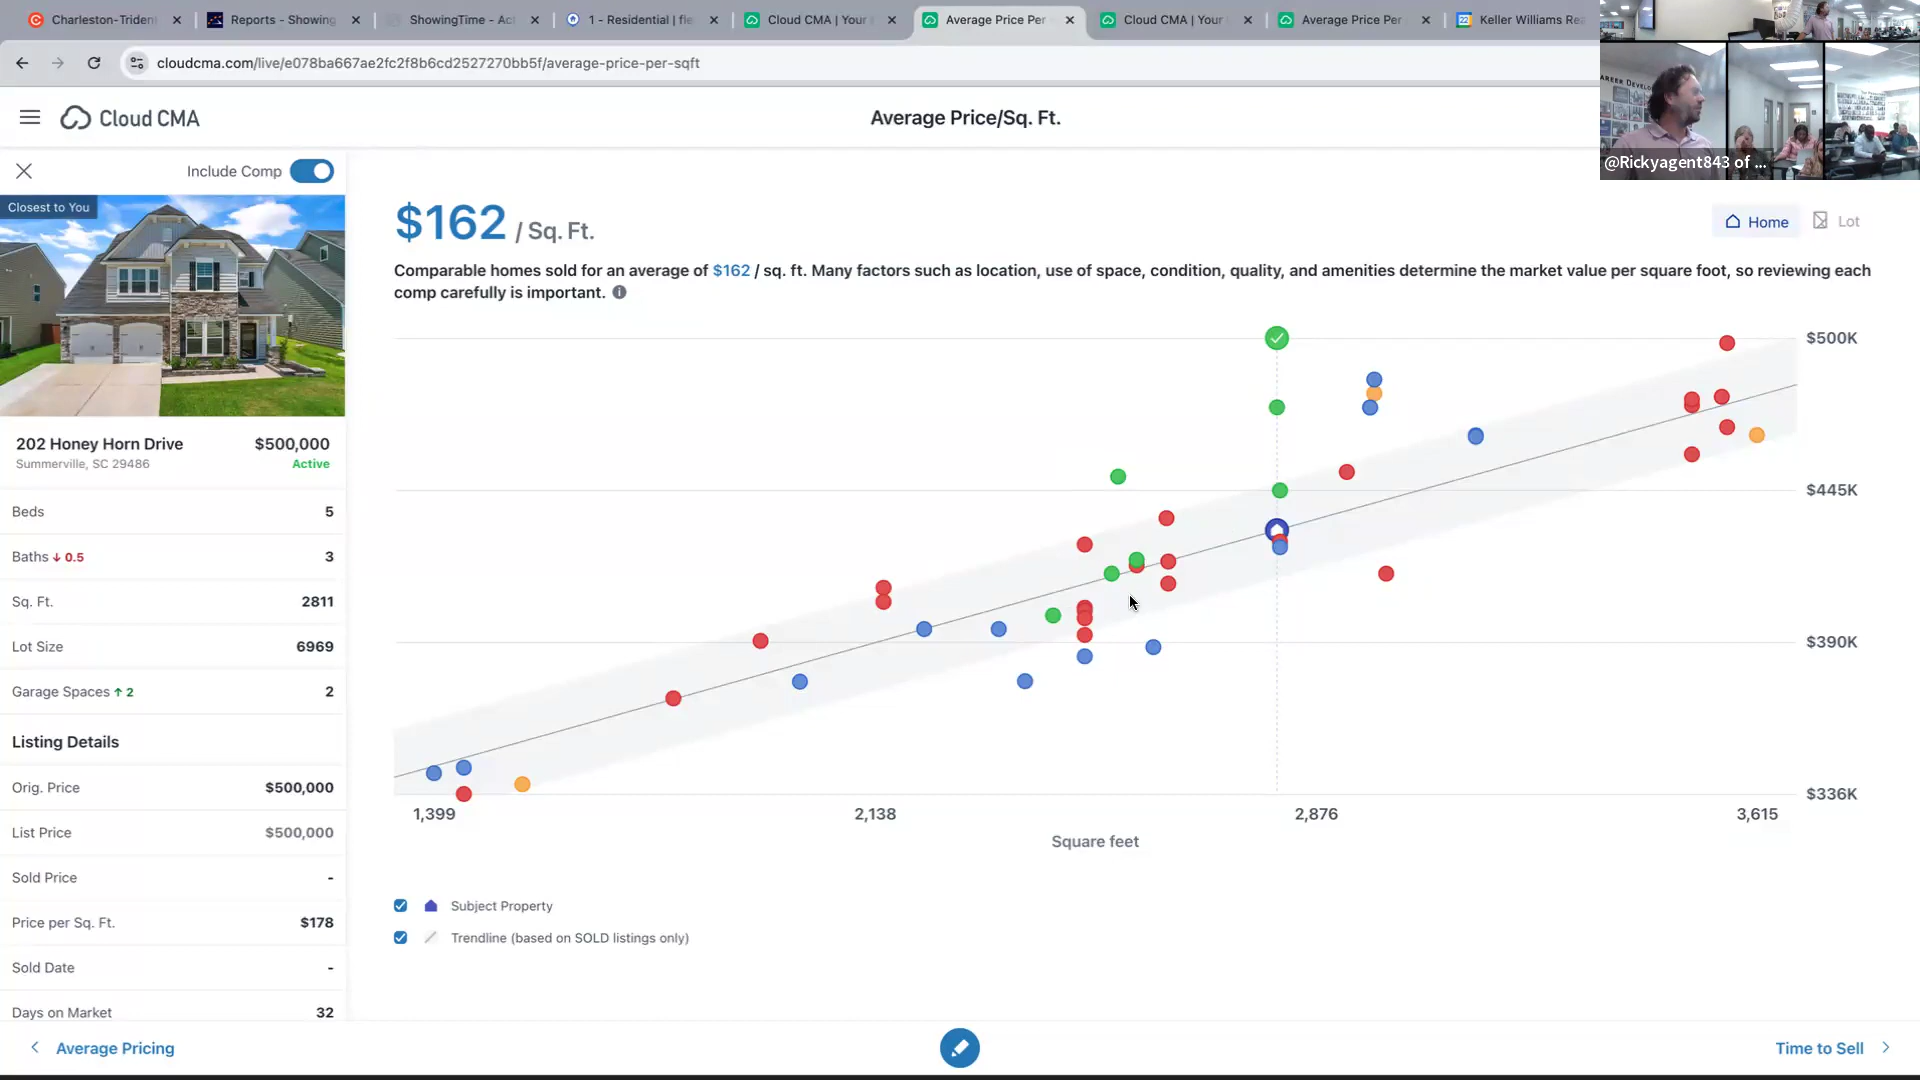 Charleston-Triden
Reports - Showing
ShowingTime - Ac
1 - Residential | fle
Cloud CMA | Your
Average Price Per
Cloud CMA | Your
Average Price Per
22
Keller Williams Rea
cloudcma.com/live/e078ba667ae2fc2f8b6cd2527270bb5f/average-price-per-sqft
Cloud CMA
Average Price/Sq. Ft.
@Rickyagent843 of ...
Include Comp
Closest to You
202 Honey Horn Drive $500,000
Summerville, SC 29486 Active
Beds 5
Baths ↓ 0.5 3
Sq. Ft. 2811
Lot Size 6969
Garage Spaces ↑ 2 2
Listing Details
Orig. Price $500,000
List Price $500,000
Sold Price -
Price per Sq. Ft. $178
Sold Date -
Days on Market 32
$162 / Sq. Ft.
Home
Lot
Comparable homes sold for an average of $162 / sq. ft. Many factors such as location, use of space, condition, quality, and amenities determine the market value per square foot, so reviewing each
comp carefully is important.
$500K
$445K
$390K
$336K
1,399 2,138 2,876 3,615
Square feet
Subject Property
Trendline (based on SOLD listings only)
Average Pricing
Time to Sell